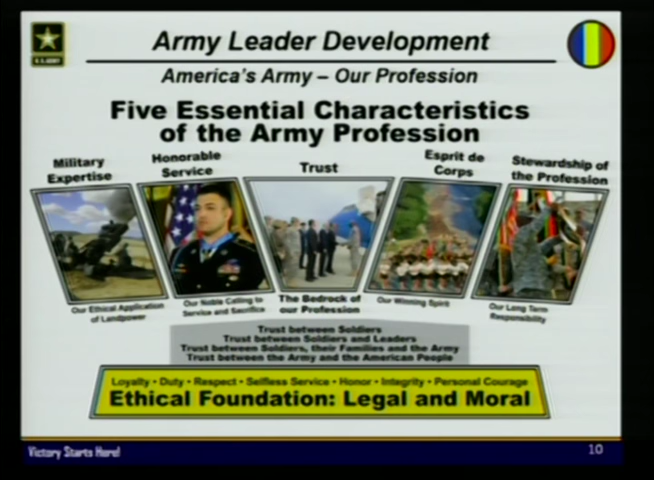 U.S. ARMY
Army Leader Development
America's Army – Our Profession
Five Essential Characteristics
of the Army Profession
Military
Expertise
Honorable
Service
Trust
Esprit de
Corps
Stewardship of
the Profession
Our Ethical Application
of Landpower
Our Noble Calling to
Service and Sacrifice
The Bedrock of
our Profession
Our Winning Spirit
Our Long Term
Responsibility
Trust between Soldiers
Trust between Soldiers and Leaders
Trust between Soldiers, their Families and the Army
Trust between the Army and the American People
Loyalty • Duty • Respect • Selfless Service • Honor • Integrity • Personal Courage
Ethical Foundation: Legal and Moral
Victory Starts Here!
10